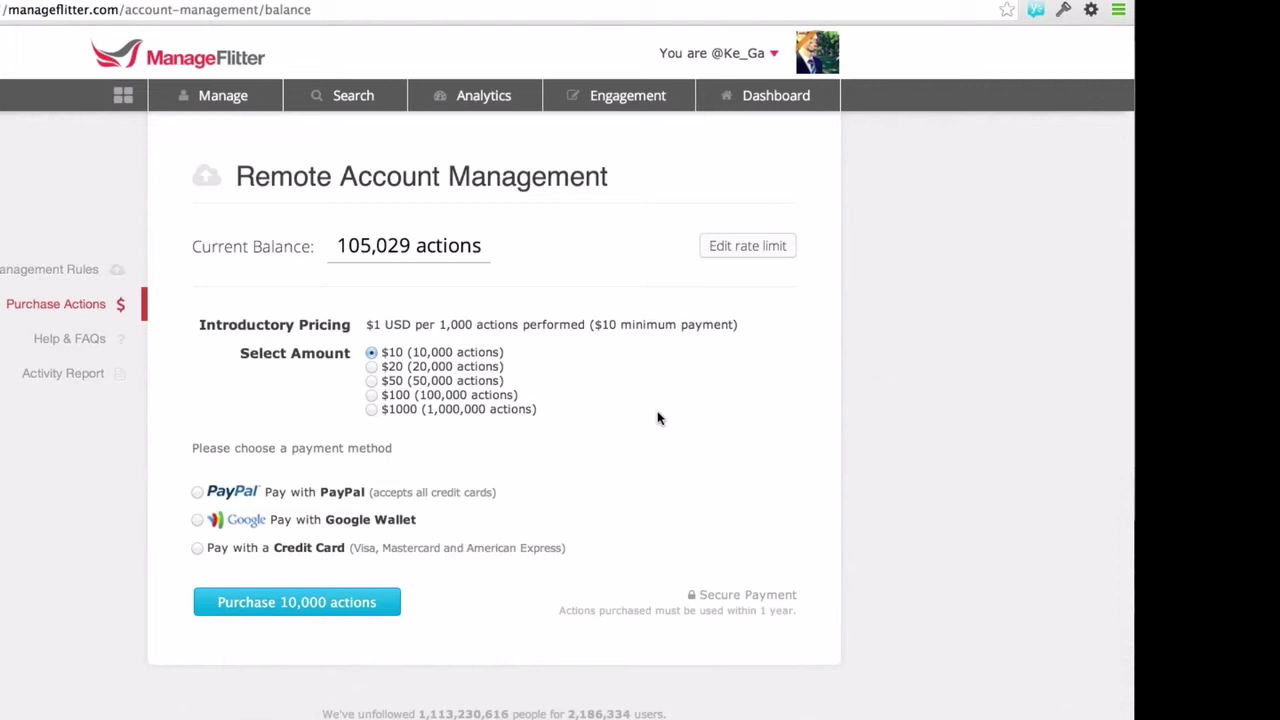 /manageflitter.com/account-management/balance
ManageFlitter
You are @Ke_Ga
Manage Search Analytics Engagement Dashboard
Remote Account Management
Current Balance: 105,029 actions
Edit rate limit
anagement Rules
Purchase Actions $
Help & FAQs ?
Activity Report
Introductory Pricing $1 USD per 1,000 actions performed ($10 minimum payment)
Select Amount $10 (10,000 actions)
$20 (20,000 actions)
$50 (50,000 actions)
$100 (100,000 actions)
$1000 (1,000,000 actions)
Please choose a payment method
PayPal Pay with PayPal (accepts all credit cards)
Google Pay with Google Wallet
Pay with a Credit Card (Visa, Mastercard and American Express)
Purchase 10,000 actions
Secure Payment
Actions purchased must be used within 1 year.
We've unfollowed 1,113,230,616 people for 2,186,334 users.